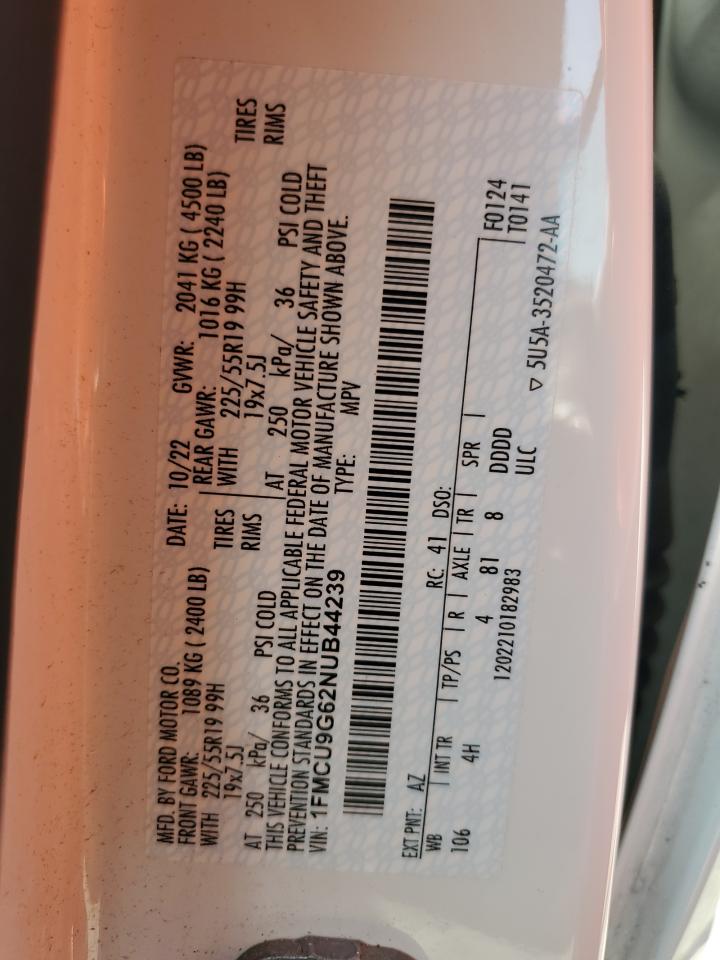 MFD. BY FORD MOTOR CO.
DATE: 10/22 GVWR: 2041 KG ( 4500 LB)
FRONT GAWR: 1089 KG ( 2400 LB)
REAR GAWR: 1016 KG ( 2240 LB)
WITH 225/55R19 99H TIRES
WITH 225/55R19 99H TIRES
19x7.5J RIMS
19x7.5J RIMS
AT 250 kPa/ 36 PSI COLD
AT 250 kPa/ 36 PSI COLD
THIS VEHICLE CONFORMS TO ALL APPLICABLE FEDERAL MOTOR VEHICLE SAFETY AND THEFT
PREVENTION STANDARDS IN EFFECT ON THE DATE OF MANUFACTURE SHOWN ABOVE.
VIN: 1FMCU9G62NUB44239 TYPE: MPV
EXT PNT: AZ RC: 41 DSO:
WB INT TR TP/PS R AXLE TR SPR
F0124
T0141
106 4H 4 81 8 DDDD
1202210182983 ULC
▽ 5U5A-3520472-AA